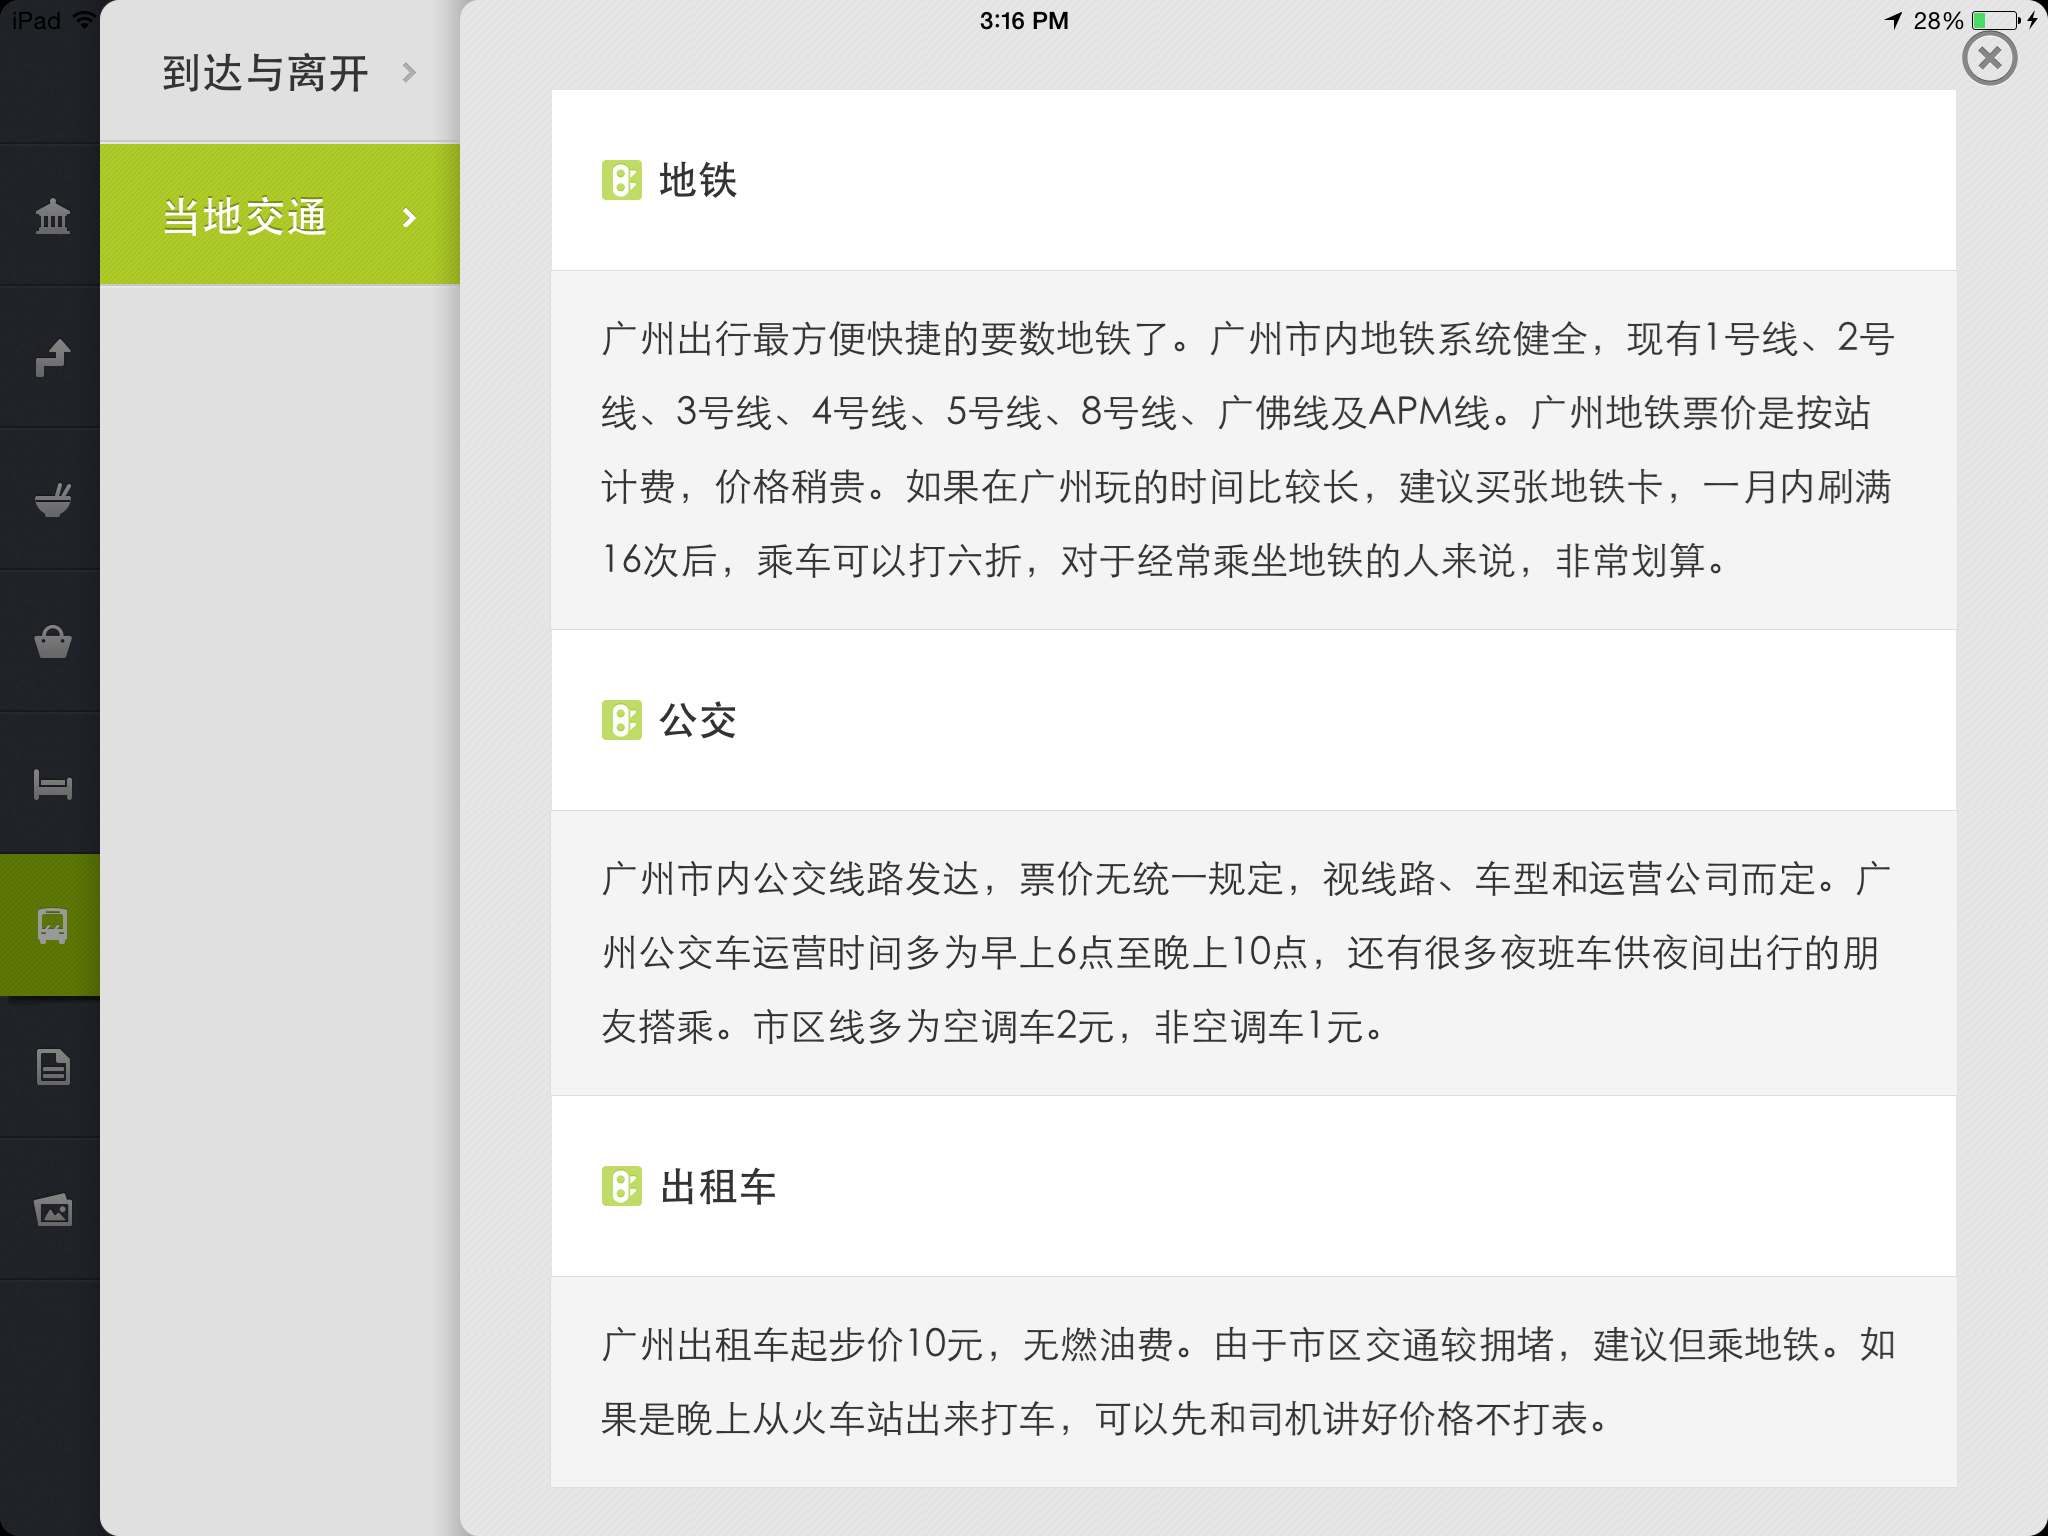 iPad
3:16 PM
28%
到达与离开
当地交通
地铁
广州出行最方便快捷的要数地铁了。广州市内地铁系统健全，现有1号线、2号
线、3号线、4号线、5号线、8号线、广佛线及APM线。广州地铁票价是按站
计费，价格稍贵。如果在广州玩的时间比较长，建议买张地铁卡，一月内刷满
16次后，乘车可以打六折，对于经常乘坐地铁的人来说，非常划算。
公交
广州市内公交线路发达，票价无统一规定，视线路、车型和运营公司而定。广
州公交车运营时间多为早上6点至晚上10点，还有很多夜班车供夜间出行的朋
友搭乘。市区线多为空调车2元，非空调车1元。
出租车
广州出租车起步价10元，无燃油费。由于市区交通较拥堵，建议但乘地铁。如
果是晚上从火车站出来打车，可以先和司机讲好价格不打表。